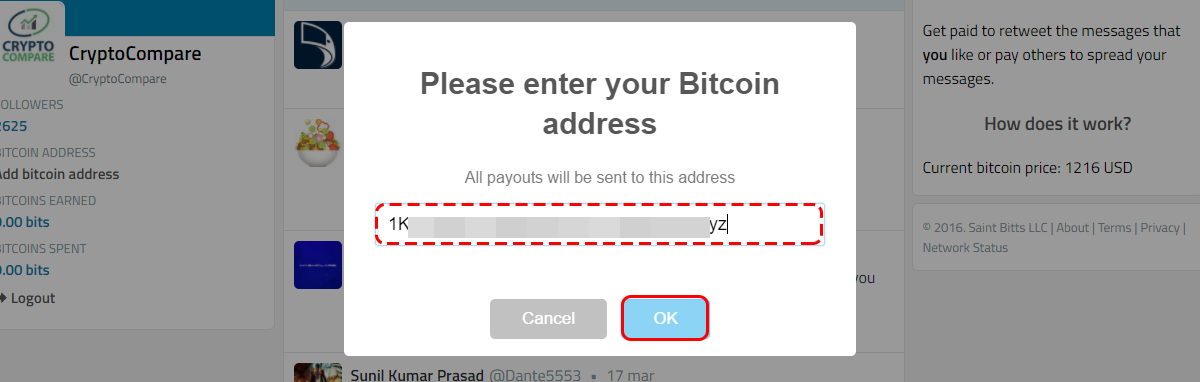 CRYPTO
COMPARE
CryptoCompare
@CryptoCompare
FOLLOWERS
2625
BITCOIN ADDRESS
Add bitcoin address
BITCOINS EARNED
0.00 bits
BITCOINS SPENT
0.00 bits
Logout
Please enter your Bitcoin
address
All payouts will be sent to this address
1K
yz
Cancel
OK
you
Sunil Kumar Prasad @Dante5553 • 17 mar
Get paid to retweet the messages that
you like or pay others to spread your
messages.
How does it work?
Current bitcoin price: 1216 USD
© 2016. Saint Bitts LLC | About | Terms | Privacy |
Network Status